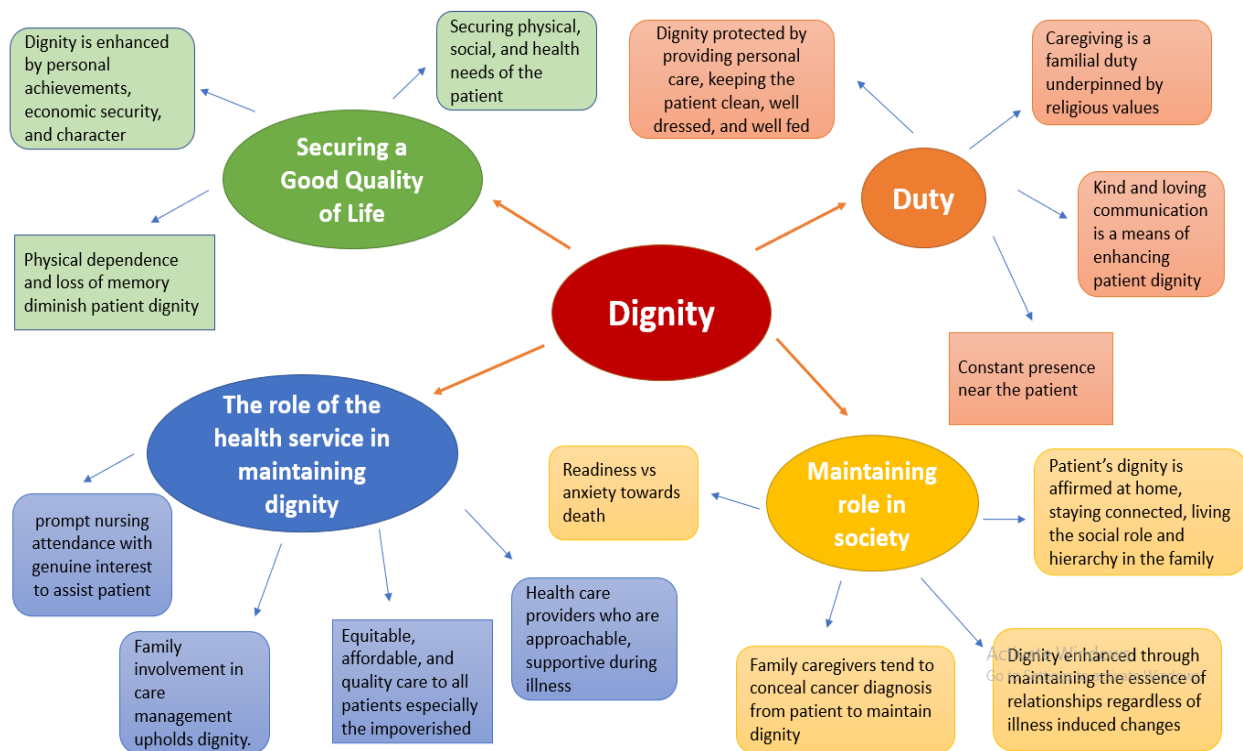 Dignity is enhanced
by personal
achievements,
economic security,
and character
Securing physical,
social, and health
needs of the
patient
Securing a
Good Quality
of Life
Physical dependence
and loss of memory
diminish patient dignity
Dignity protected by
providing personal
care, keeping the
patient clean, well
dressed, and well fed
Caregiving is a
familial duty
underpinned by
religious values
Duty
Kind and loving
communication
is a means of
enhancing
patient dignity
Constant presence
near the patient
Dignity
The role of the
health service in
maintaining
dignity
prompt nursing
attendance with
genuine interest
to assist patient
Family
involvement in
care
management
upholds dignity.
Equitable,
affordable, and
quality care to all
patients especially
the impoverished
Health care
providers who are
approachable,
supportive during
illness
Readiness vs
anxiety towards
death
Maintaining
role in
society
Patient’s dignity is
affirmed at home,
staying connected, living
the social role and
hierarchy in the family
Family caregivers tend to
conceal cancer diagnosis
from patient to maintain
dignity
Dignity enhanced through
maintaining the essence of
relationships regardless of
illness induced changes
Activate Windows
Go to Settings to activate Windows.